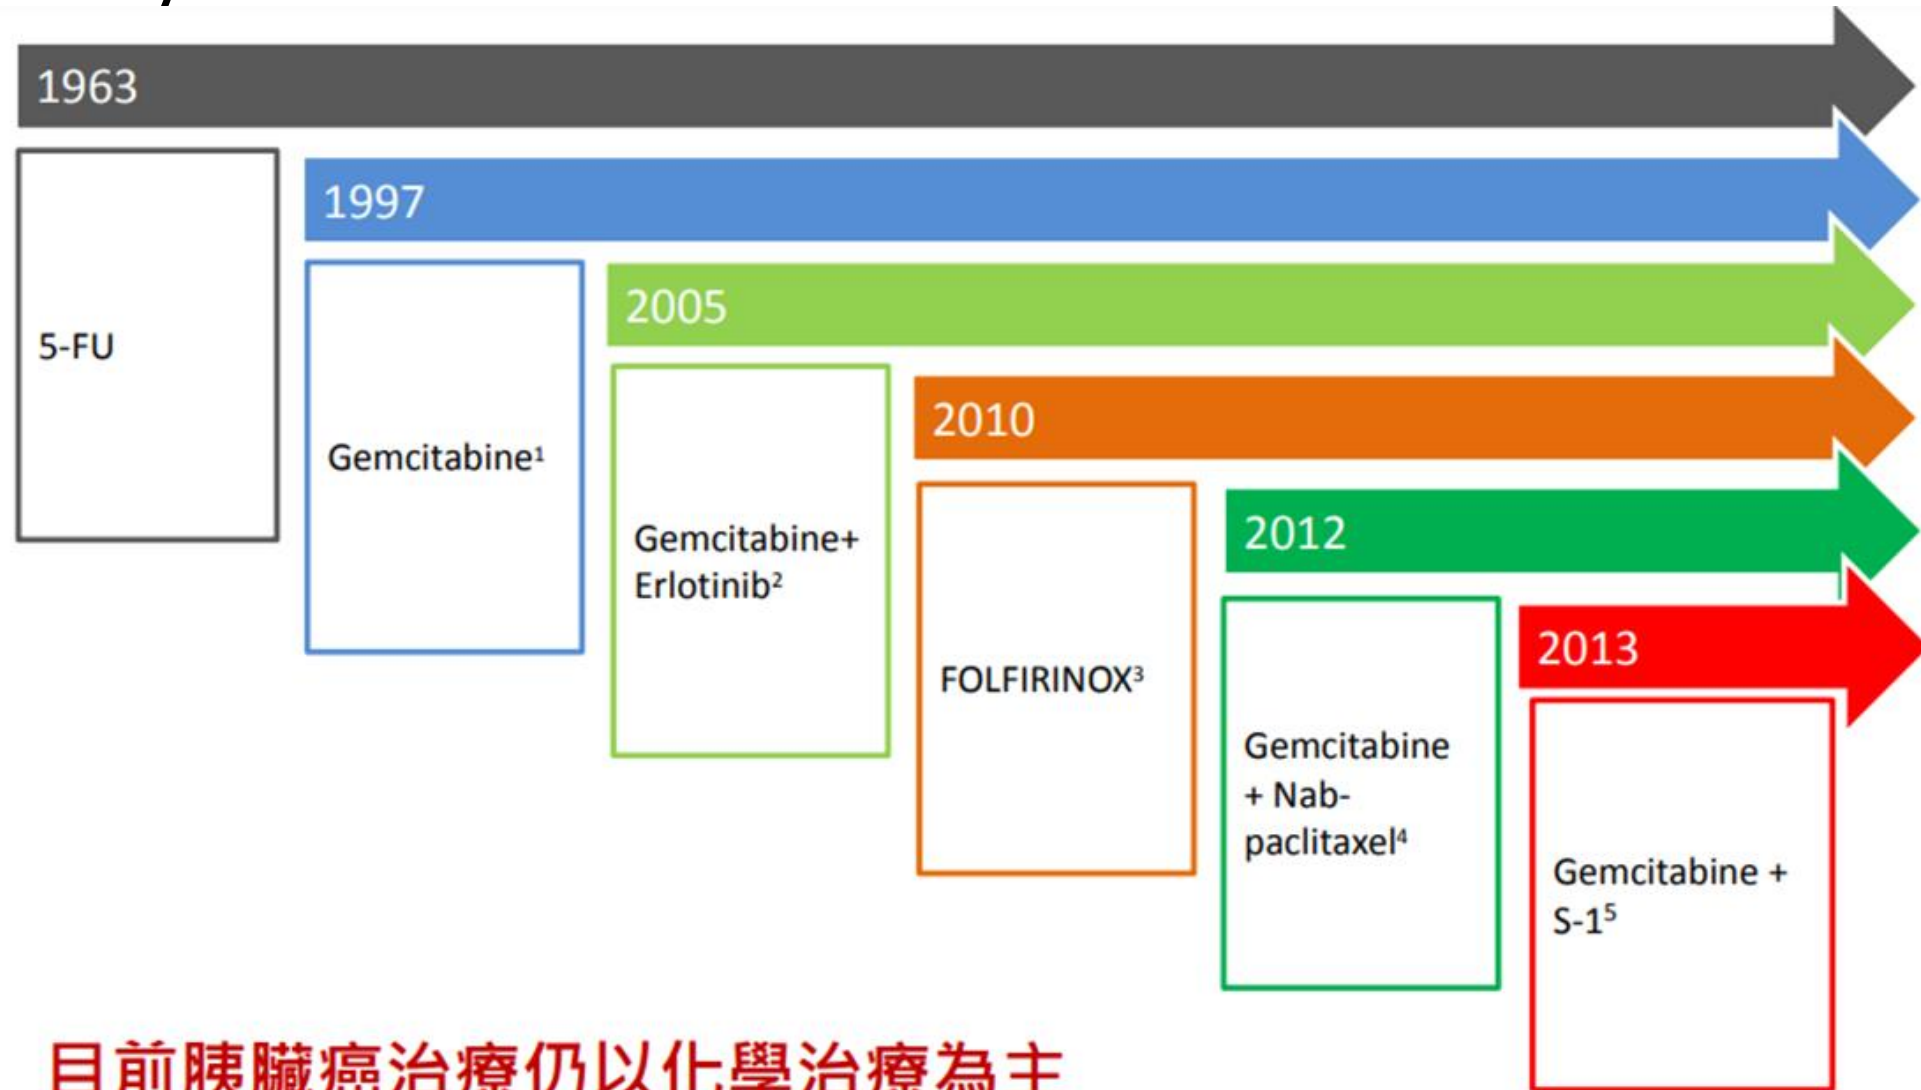 1963
5-FU
1997
Gemcitabine¹
2005
Gemcitabine+
Erlotinib²
2010
FOLFIRINOX³
2012
Gemcitabine
+ Nab-
paclitaxel⁴
2013
Gemcitabine +
S-1⁵
目前胰臟癌治療仍以化學治療為主